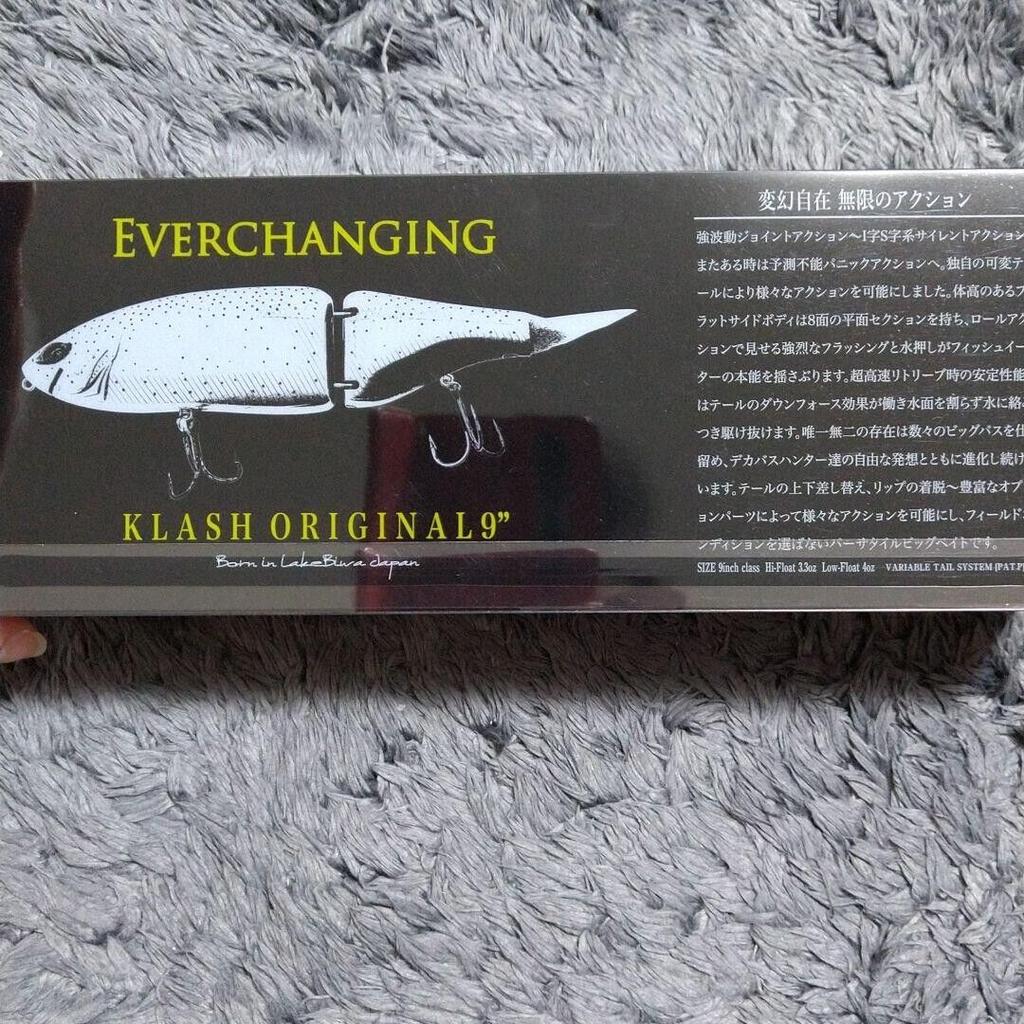 EVERCHANGING
KLASH ORIGINAL 9”
Born in LakeBiwa Japan
変幻自在 無限のアクション
強波動ジョイントアクション〜I字S字系サイレントアクション
またある時は予測不能パニックアクションへ。独自の可変テ
ールにより様々なアクションを可能にしました。体高のあるフ
ラットサイドボディは8面の平面セクションを持ち、ロールアク
ションで見せる強烈なフラッシングと水押しがフィッシュイー
ターの本能を揺さぶります。超高速リトリーブ時の安定性能
はテールのダウンフォース効果が働き水面を割らず水に絡み
つき駆け抜けます。唯一無二の存在は数々のビッグバスを仕
留め、デカバスハンター達の自由な発想とともに進化し続け
います。テールの上下差し替え、リップの着脱〜豊富なオプ
ョンパーツによって様々なアクションを可能にし、フィールドコ
ンディションを選ばないバーサタイルビッグベイトです。
SIZE 9inch class Hi-Float 3.3oz Low-Float 4oz VARIABLE TAIL SYSTEM [PAT.P]